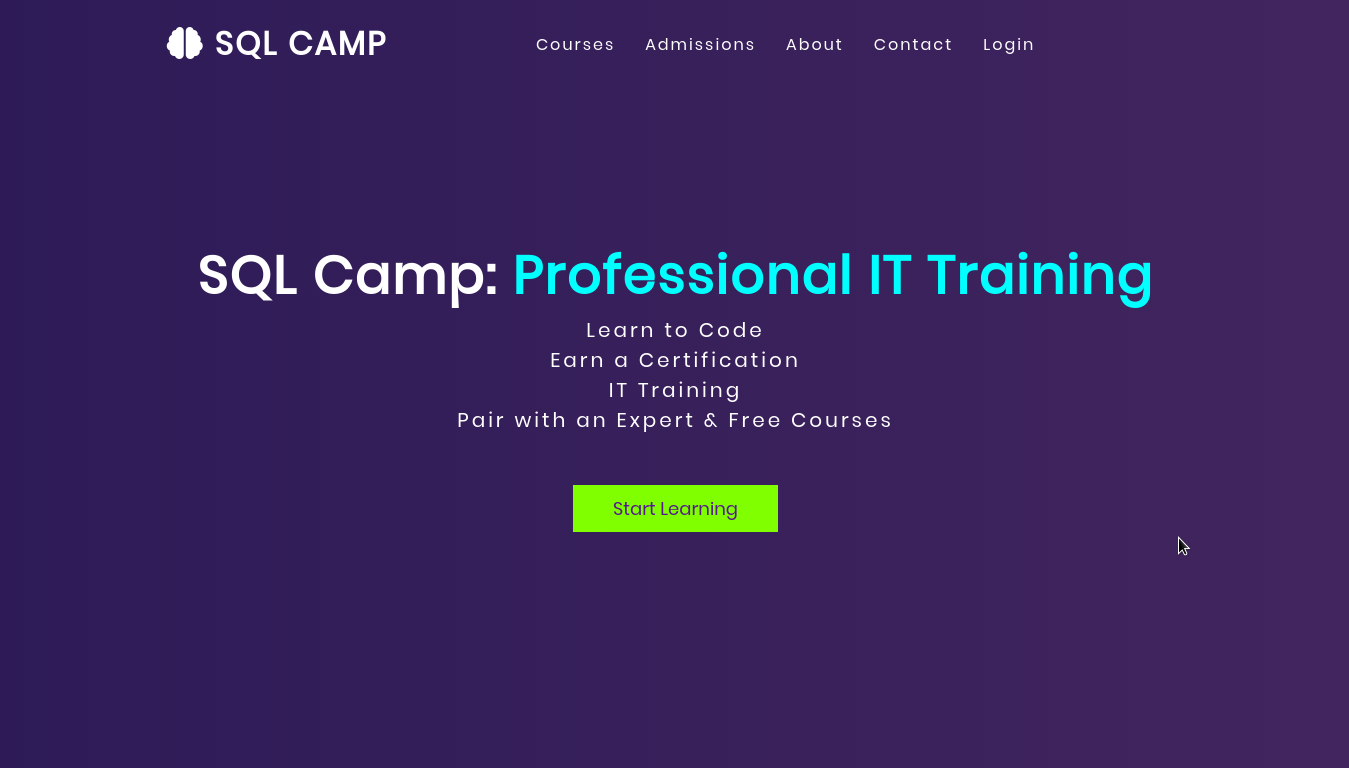 SQL CAMP
Courses Admissions About Contact Login
SQL Camp: Professional IT Training
Learn to Code
Earn a Certification
IT Training
Pair with an Expert & Free Courses
Start Learning